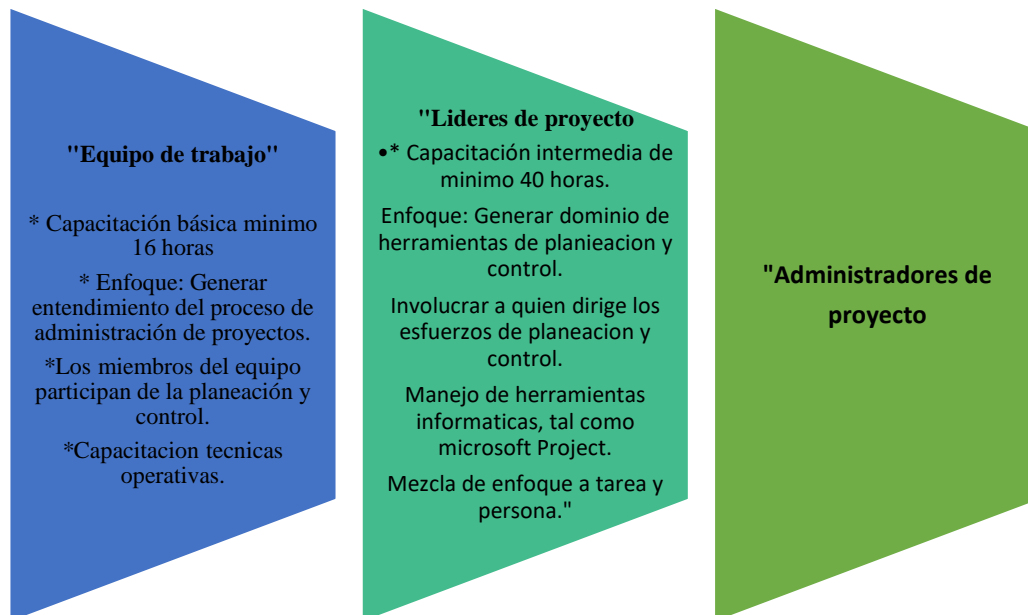 "Equipo de trabajo"
* Capacitación básica minimo
16 horas
* Enfoque: Generar
entendimiento del proceso de
administración de proyectos.
*Los miembros del equipo
participan de la planeación y
control.
*Capacitacion tecnicas
operativas.
"Lideres de proyecto
•* Capacitación intermedia de
minimo 40 horas.
Enfoque: Generar dominio de
herramientas de planieacion y
control.
Involucrar a quien dirige los
esfuerzos de planeacion y
control.
Manejo de herramientas
informaticas, tal como
microsoft Project.
Mezcla de enfoque a tarea y
persona."
"Administradores de
proyecto